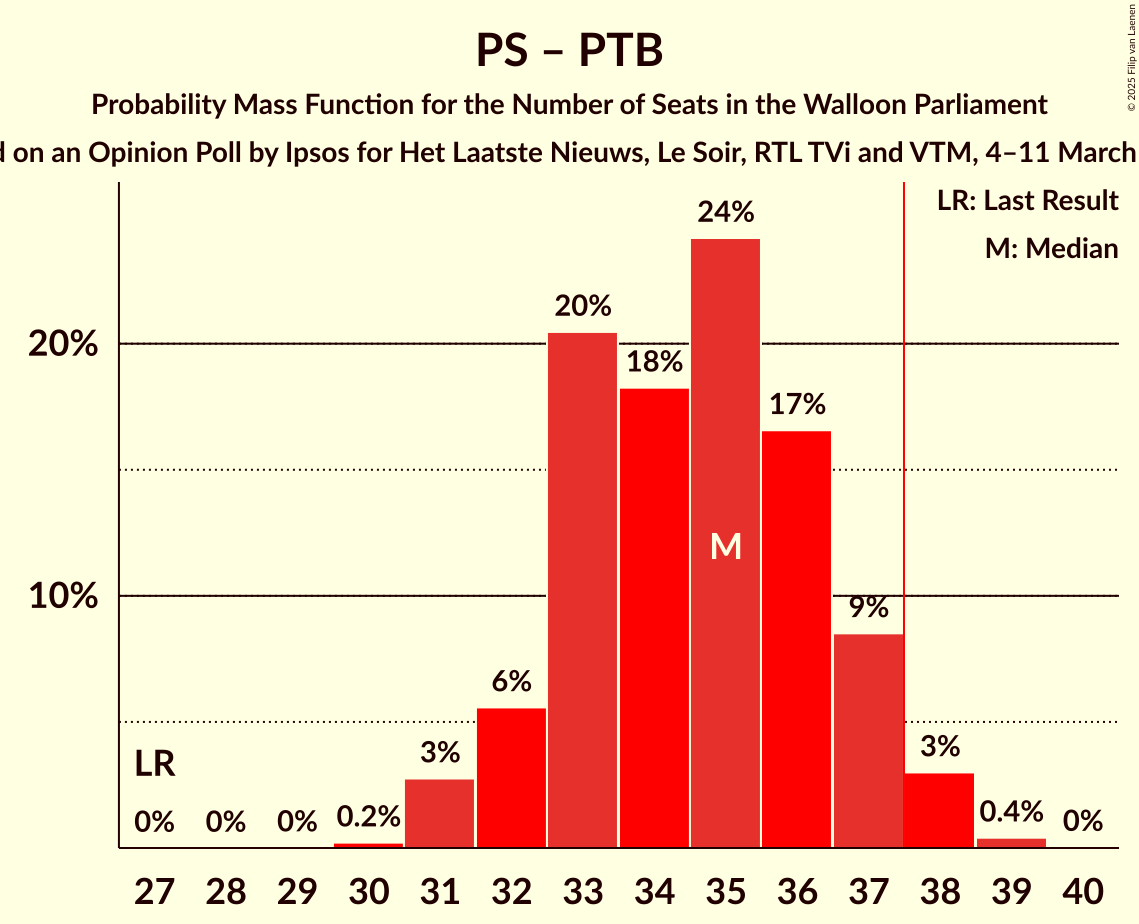 PS – PTB
Probability Mass Function for the Number of Seats in the Walloon Parliament
on an Opinion Poll by Ipsos for Het Laatste Nieuws, Le Soir, RTL TVi and VTM, 4–11 March
© 2025 Filip van Laenen
LR: Last Result
M: Median
24%
20%
20%
18%
17%
M
10%
9%
6%
LR
3%
3%
0%
0%
0%
0.2%
0.4%
0%
27 28 29 30 31 32 33 34 35 36 37 38 39 40